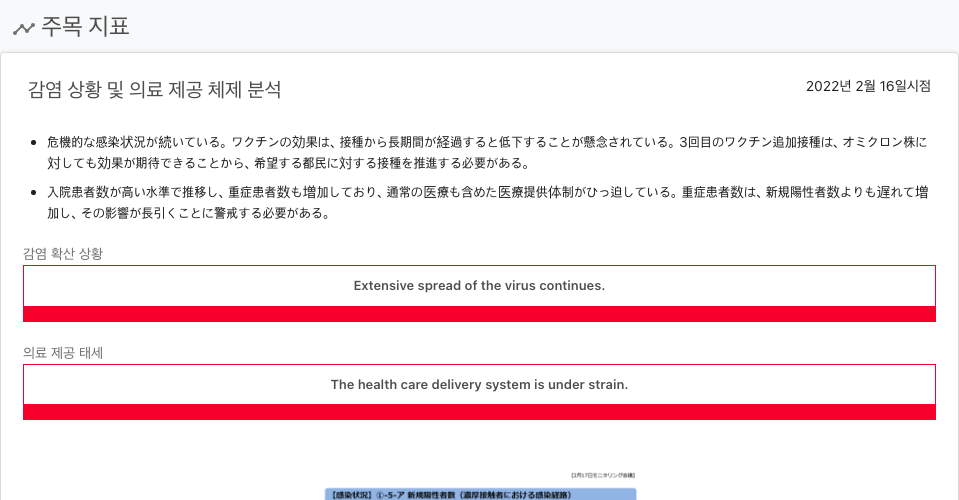 주목 지표
감염 상황 및 의료 제공 체제 분석
2022년 2월 16일시점
危機的な感染状況が続いている。ワクチンの効果は、接種から長期間が経過すると低下することが懸念されている。3回目のワクチン追加接種は、オミクロン株に
対しても効果が期待できることから、希望する都民に対する接種を推進する必要がある。
入院患者数が高い水準で推移し、重症患者数も増加しており、通常の医療も含めた医療提供体制がひっ迫している。重症患者数は、新規陽性者数よりも遅れて増
加し、その影響が長引くことに警戒する必要がある。
감염 확산 상황
Extensive spread of the virus continues.
의료 제공 태세
The health care delivery system is under strain.
【2月17日モニタリング会議】
【感染状況】①-5-ア 新規陽性者数（濃厚接触者における感染経路）